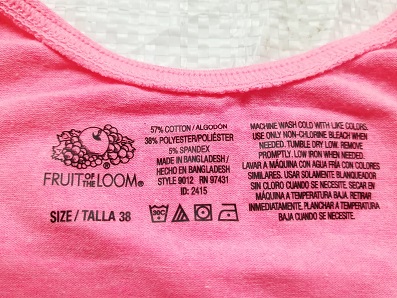 FRUIT OF THE LOOM®
SIZE / TALLA 38
57% COTTON / ALGODÓN
38% POLYESTER/POLIÉSTER
5% SPANDEX
MADE IN BANGLADESH /
HECHO EN BANGLADESH
STYLE 9012 RN 97431
ID: 2415
30C
MACHINE WASH COLD WITH LIKE COLORS.
USE ONLY NON-CHLORINE BLEACH WHEN
NEEDED. TUMBLE DRY LOW. REMOVE
PROMPTLY. LOW IRON WHEN NEEDED.
LAVAR A MÁQUINA CON AGUA FRÍA CON COLORES
SIMILARES. USAR SOLAMENTE BLANQUEADOR
SIN CLORO CUANDO SE NECESITE. SECAR EN
MÁQUINA A TEMPERATURA BAJA. RETIRAR
INMEDIATAMENTE. PLANCHAR A TEMPERATURA
BAJA CUANDO SE NECESITE.